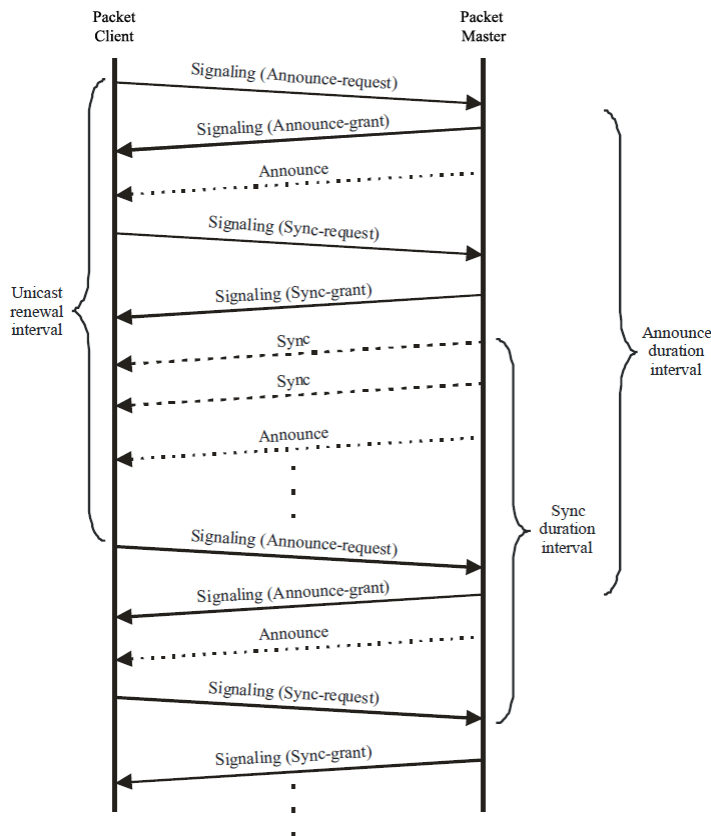 Packet
Client
Packet
Master
Signaling (Announce-request)
Signaling (Announce-grant)
Announce
Signaling (Sync-request)
Signaling (Sync-grant)
Unicast
renewal
interval
Sync
Sync
Announce
duration
interval
Announce
Sync
duration
interval
Signaling (Announce-request)
Signaling (Announce-grant)
Announce
Signaling (Sync-request)
Signaling (Sync-grant)